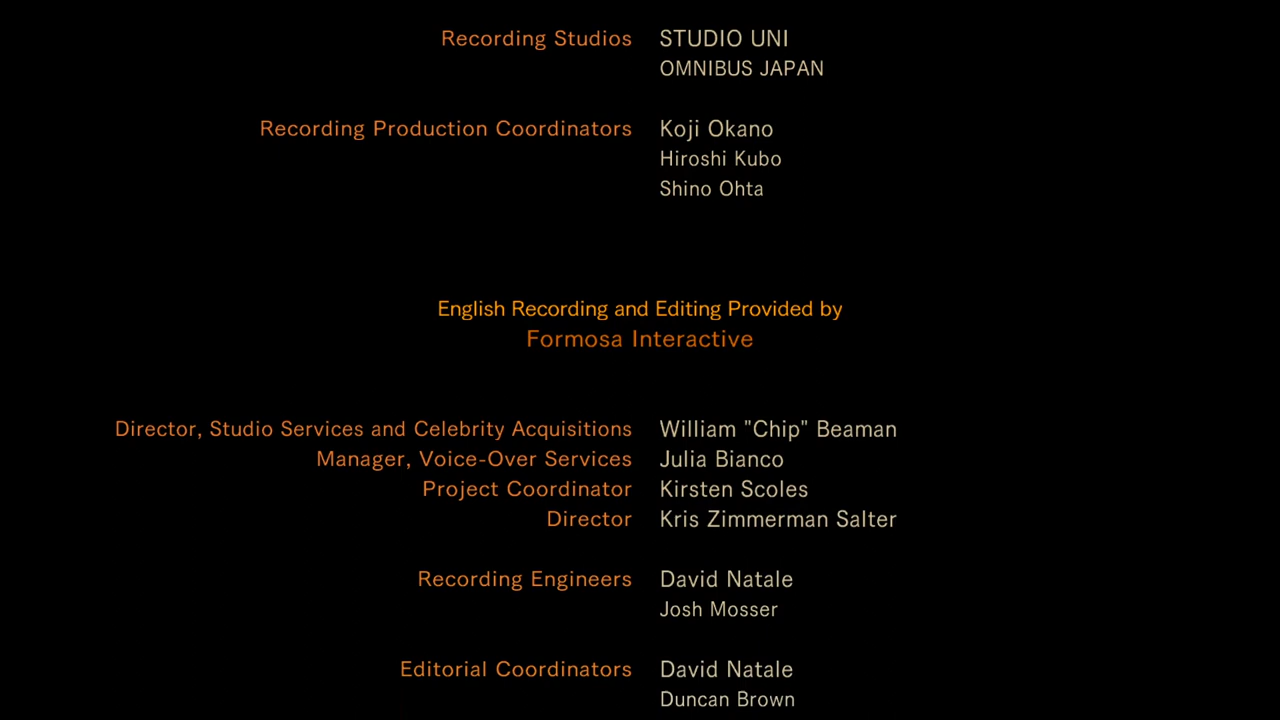 Recording Studios STUDIO UNI
OMNIBUS JAPAN
Recording Production Coordinators Koji Okano
Hiroshi Kubo
Shino Ohta
English Recording and Editing Provided by
Formosa Interactive
Director, Studio Services and Celebrity Acquisitions William "Chip" Beaman
Manager, Voice-Over Services Julia Bianco
Project Coordinator Kirsten Scoles
Director Kris Zimmerman Salter
Recording Engineers David Natale
Josh Mosser
Editorial Coordinators David Natale
Duncan Brown